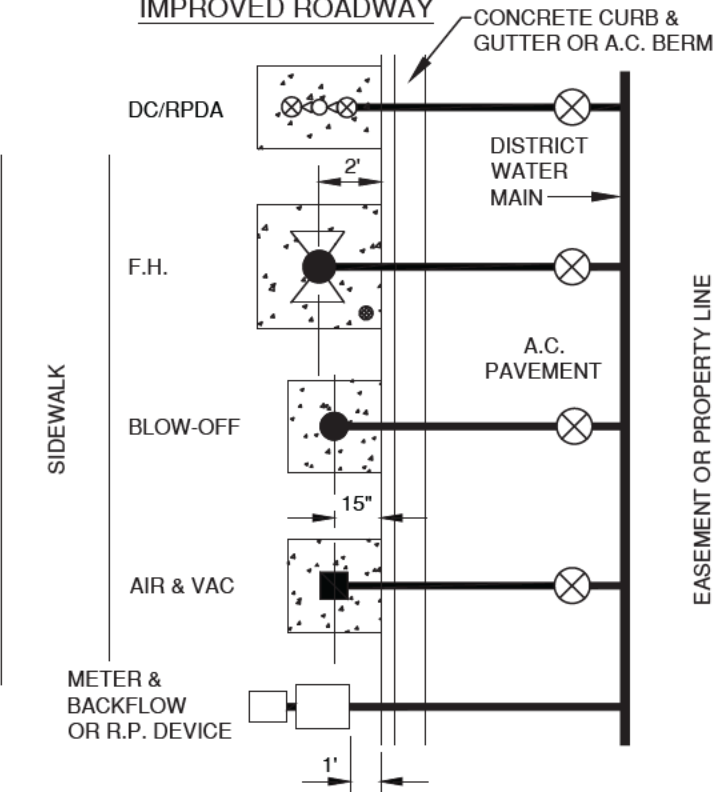 IMPROVED ROADWAY
CONCRETE CURB &
GUTTER OR A.C. BERM
DC/RPDA
DISTRICT
WATER
MAIN
2'
F.H.
A.C.
PAVEMENT
SIDEWALK
EASEMENT OR PROPERTY LINE
BLOW-OFF
15"
AIR & VAC
METER &
BACKFLOW
OR R.P. DEVICE
1'